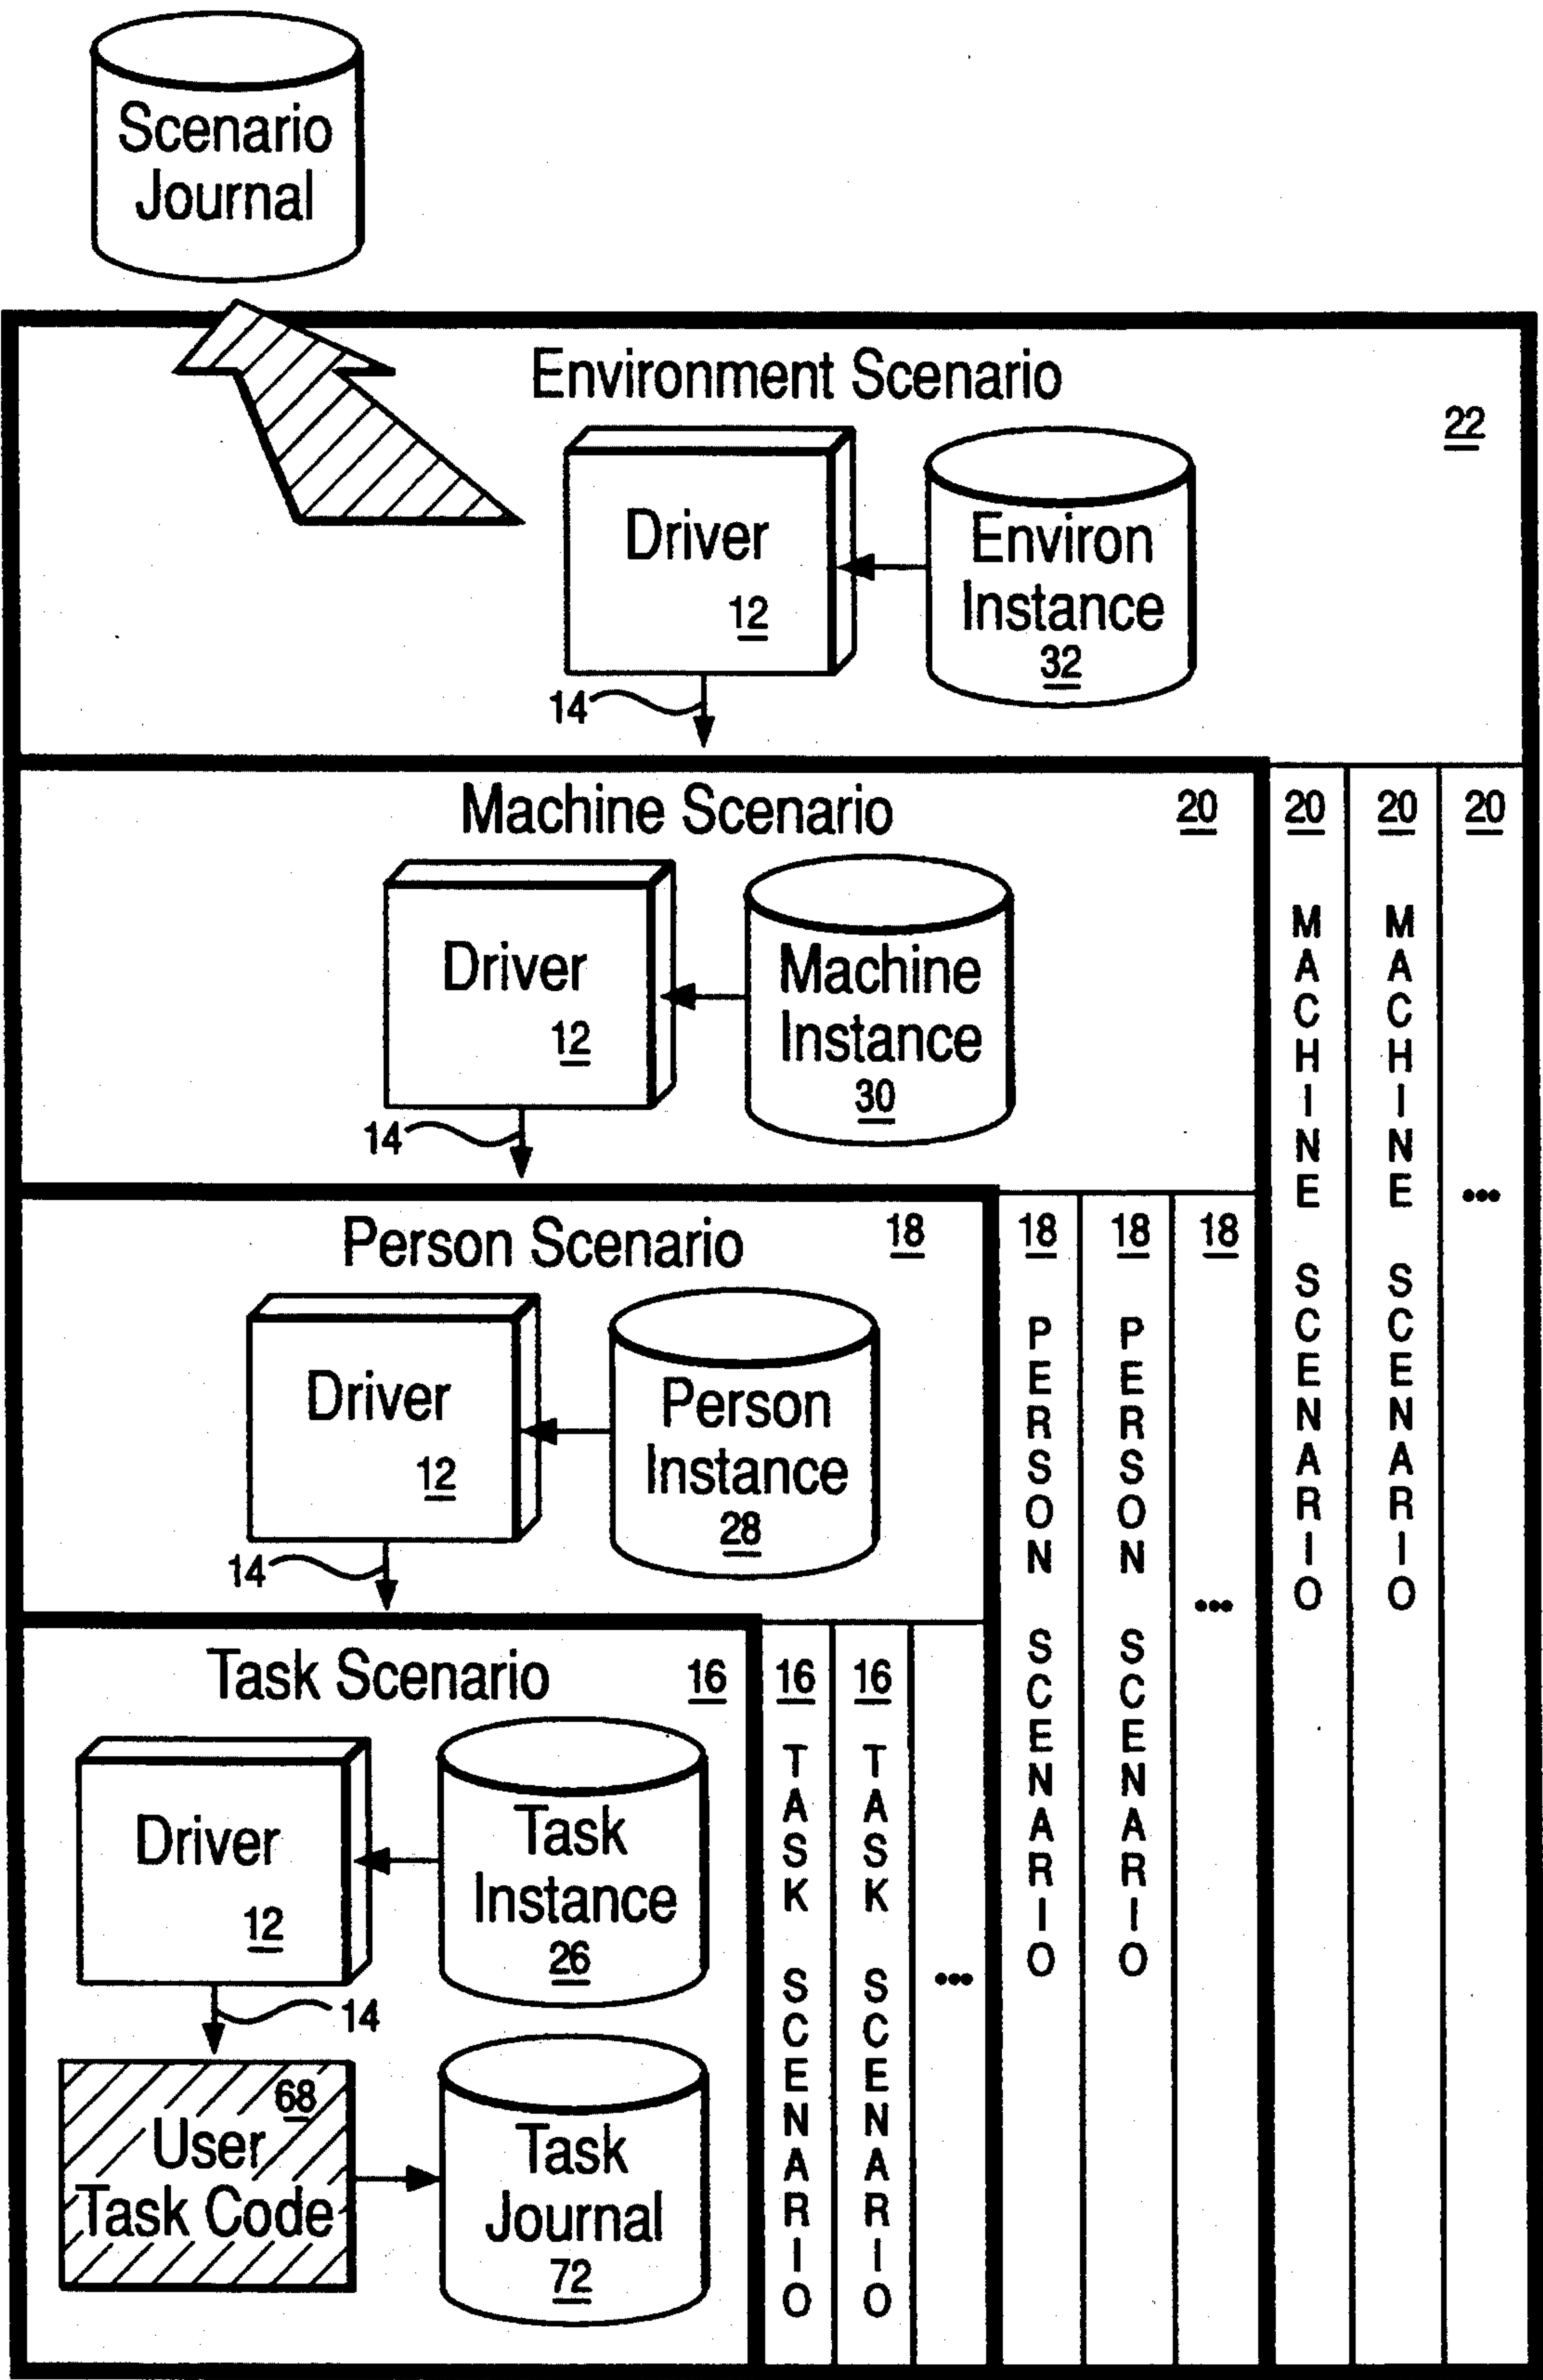 Scenario
Journal
Environment Scenario
22
Driver
12
Environ
Instance
32
14
Machine Scenario
20
20
20
20
Driver
12
Machine
Instance
30
14
MACHINE SCENARIO
MACHINE SCENARIO
...
Person Scenario
18
18
18
18
Driver
12
Person
Instance
28
14
PERSON SCENARIO
PERSON SCENARIO
...
Task Scenario
16
16
16
Driver
12
Task
Instance
26
14
TASK SCENARIO
TASK SCENARIO
...
68
User
Task Code
Task
Journal
72